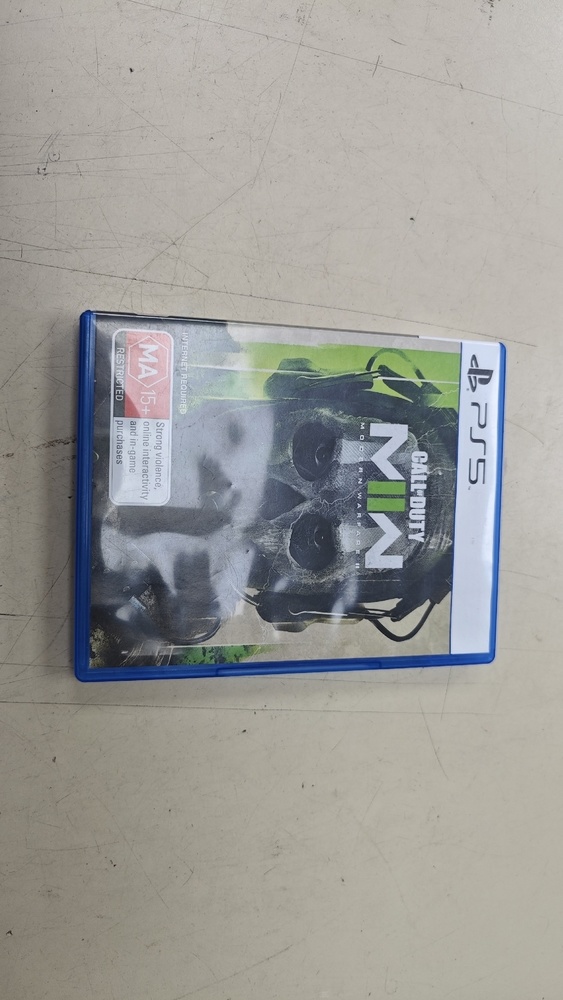 PS5
CALL OF DUTY
MIIW
MODERN WARFARE II
INTERNET REQUIRED
MA 15+
RESTRICTED
Strong violence,
online interactivity
and in-game
purchases